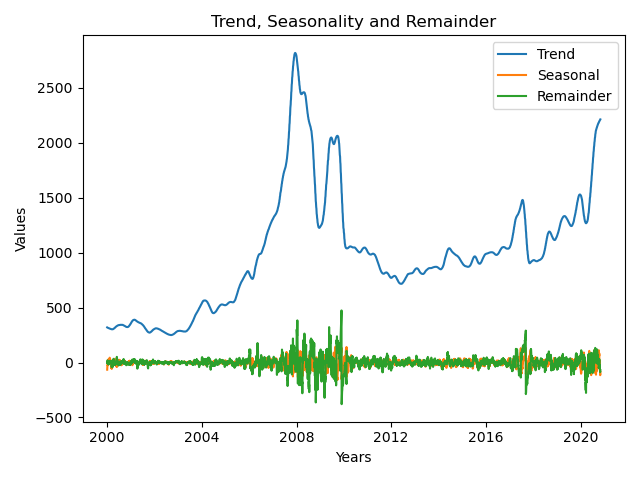 Trend, Seasonality and Remainder
Trend
Seasonal
Remainder
2500
2000
1500
1000
500
0
−500
Values
2000 2004 2008 2012 2016 2020
Years